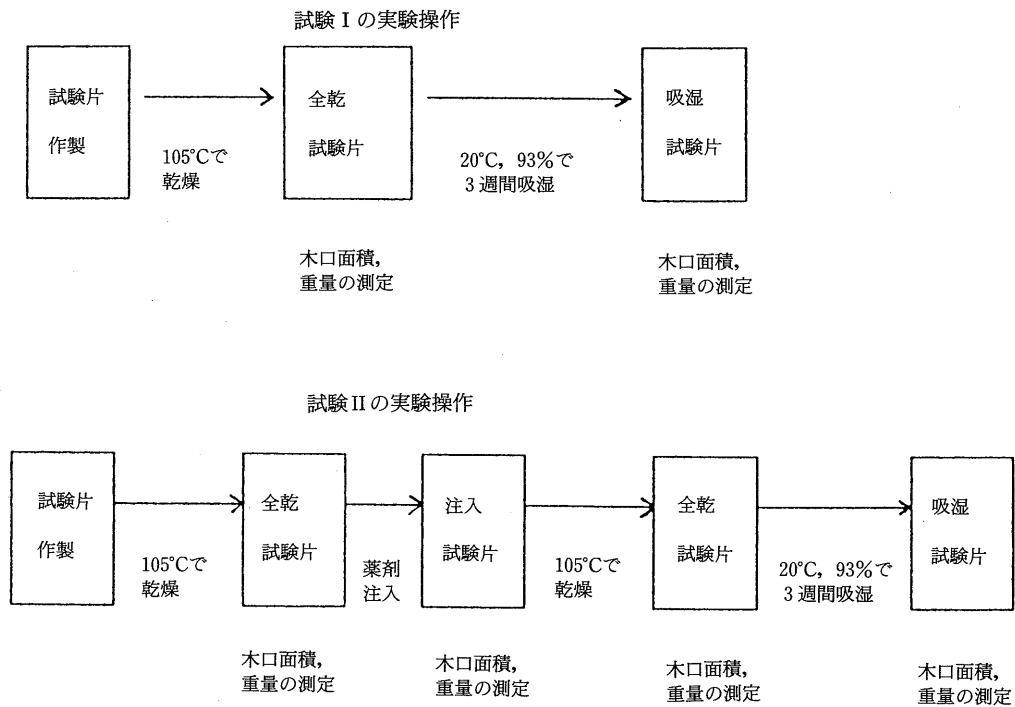 試験Ⅰの実験操作
試験片
作製
105℃で
乾燥
全乾
試験片
20℃, 93%で
3週間吸湿
吸湿
試験片
木口面積,
重量の測定
木口面積,
重量の測定
試験Ⅱの実験操作
試験片
作製
105℃で
乾燥
全乾
試験片
薬剤
注入
注入
試験片
105℃で
乾燥
全乾
試験片
20℃, 93%で
3週間吸湿
吸湿
試験片
木口面積,
重量の測定
木口面積,
重量の測定
木口面積,
重量の測定
木口面積,
重量の測定